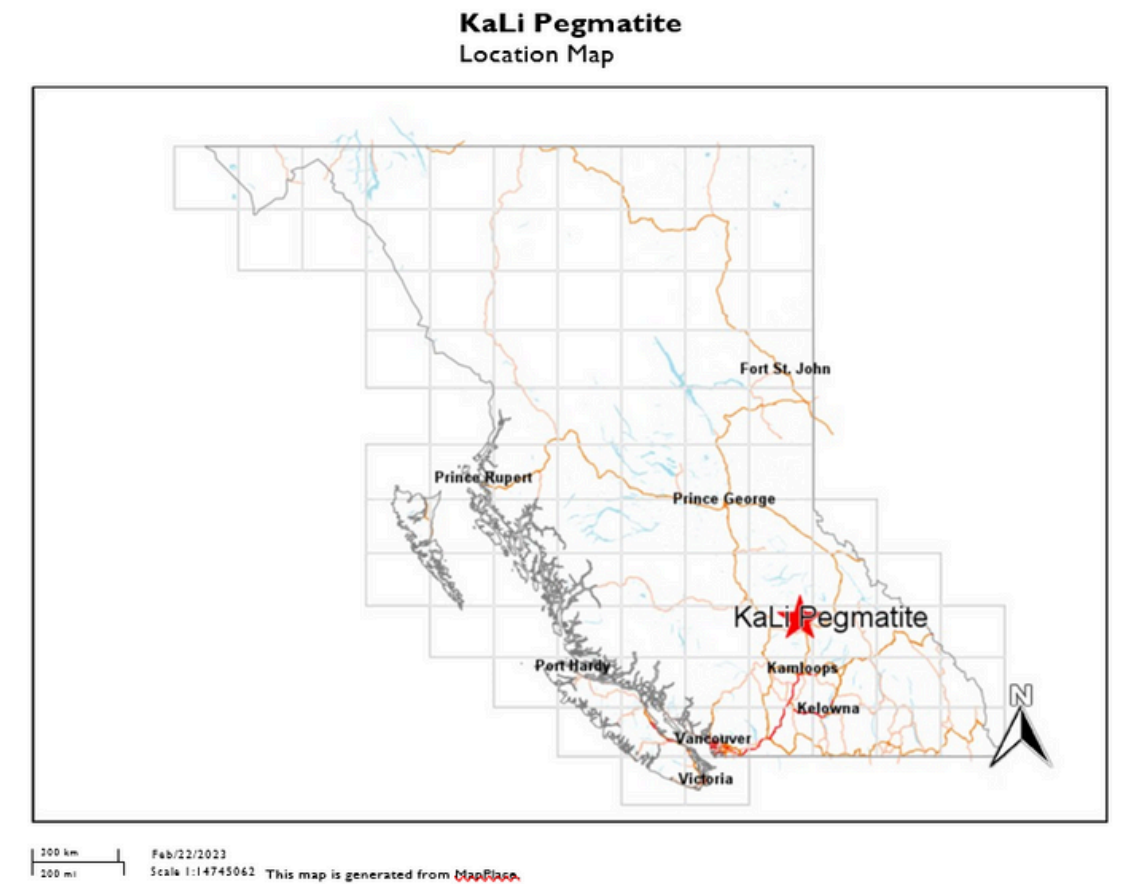 KaLi Pegmatite
Location Map
Fort St. John
Prince Rupert
Prince George
KaLi Pegmatite
Port Hardy
Kamloops
Kelowna
N
Vancouver
Victoria
200 km
200 mi
Feb/22/2023
Scale 1:14745062
This map is generated from MapPlace.